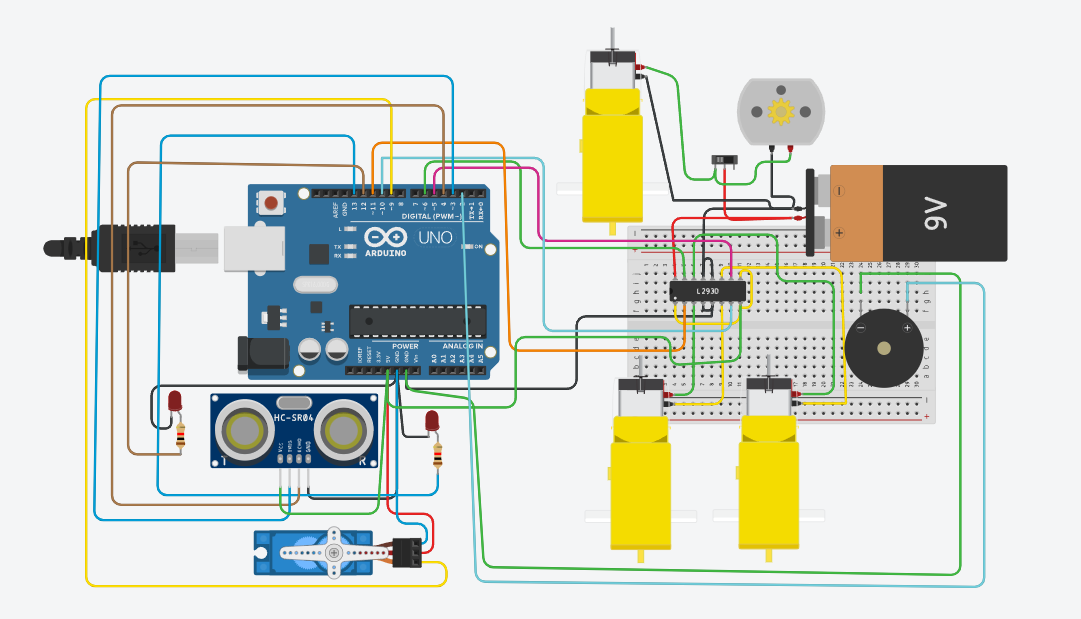 AREF
GND
13
12
~11
~10
~9
8
7
~6
~5
4
~3
2
TX→1
RX←0
DIGITAL (PWM~)
L
TX
RX
ARDUINO
UNO
ON
POWER
ANALOG IN
IOREF
RESET
3.3V
5V
GND
GND
Vin
A0
A1
A2
A3
A4
A5
HC-SR04
VCC
TRIG
ECHO
GND
T
R
L293D
9V